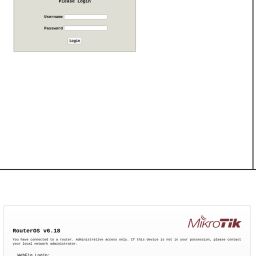 Please Login
Username
Password
Login
MikroTik
RouterOS v6.18
You have connected to a router. Administrative access only. If this device is not in your possession, please contact
your local network administrator.
WebFig Login: